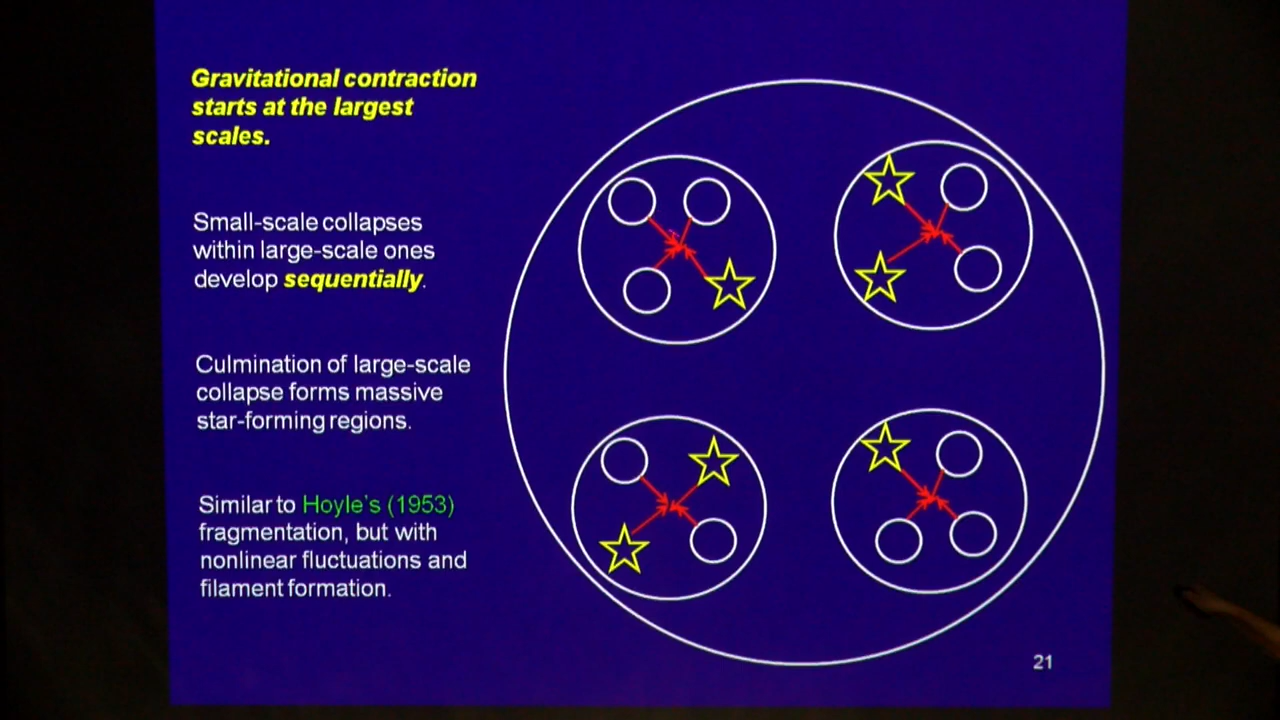 Gravitational contraction
starts at the largest
scales.
Small-scale collapses
within large-scale ones
develop sequentially.
Culmination of large-scale
collapse forms massive
star-forming regions.
Similar to Hoyle's (1953)
fragmentation, but with
nonlinear fluctuations and
filament formation.
21